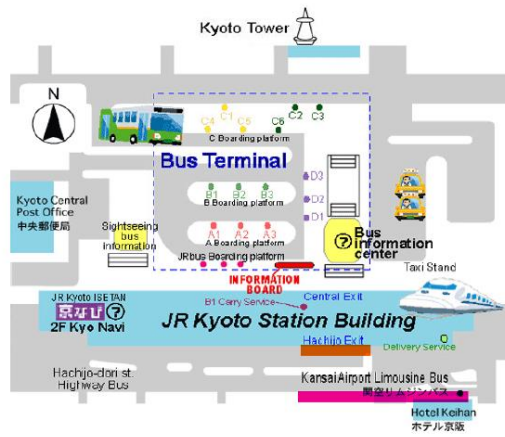 Kyoto Tower
N
C4
C1
C5
C2
C3
C6
C Boarding platform
Bus Terminal
B1
B2
B3
B Boarding platform
D3
D2
D1
A1
A2
A3
A Boarding platform
JRbus Boarding platform
Kyoto Central
Post Office
中央郵便局
Sightseeing
bus
information
?
Bus
information
center
Taxi Stand
INFORMATION
BOARD
JR Kyoto ISETAN
京なび ?
2F Kyo Navi
B1 Carry Service
Central Exit
JR Kyoto Station Building
Hachijo Exit
Delivery Service
Hachijo-dori st.
Highway Bus
Kansai Airport Limousine Bus
関空リムジンバス
Hotel Keihan
ホテル京阪